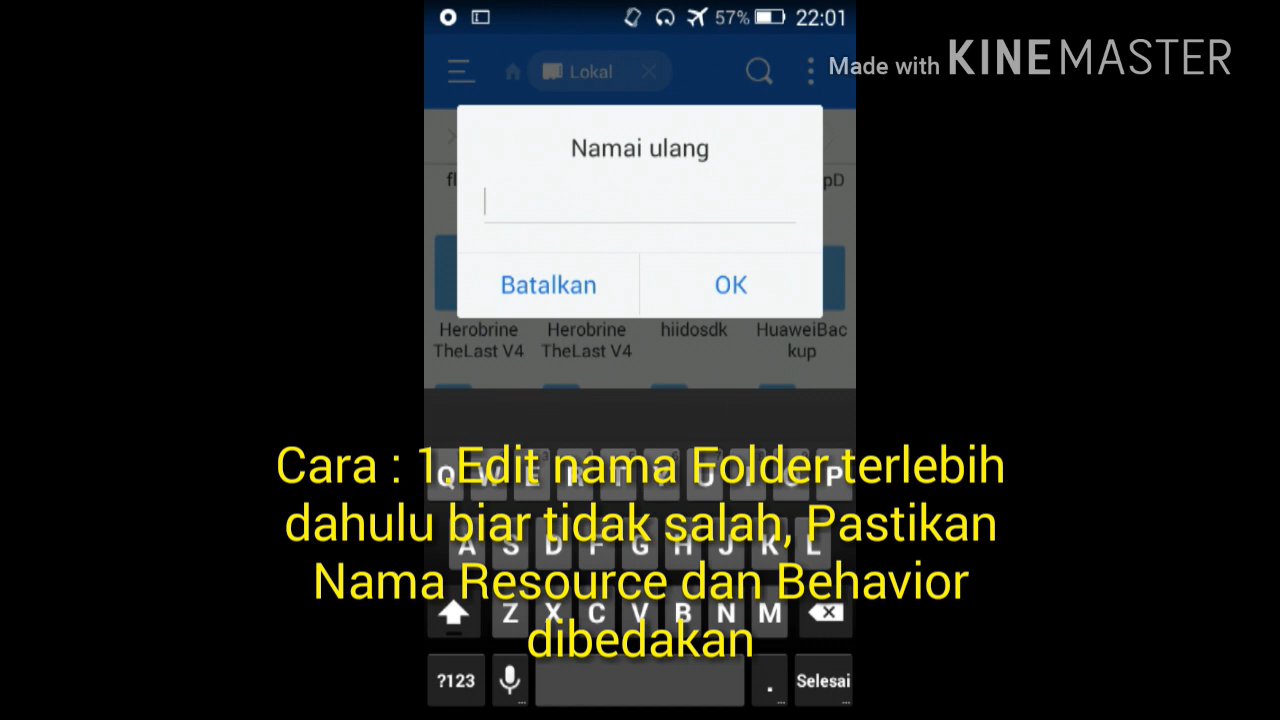 57% 22:01
Made with KINEMASTER
Lokal
Namai ulang
fl
pD
Batalkan OK
Herobrine TheLast V4
Herobrine TheLast V4
hiidosdk
HuaweiBac
kup
Cara : 1.Edit nama Folder terlebih
dahulu biar tidak salah, Pastikan
Nama Resource dan Behavior
dibedakan
Q W E R T Y U I O P
A S D F G H J K L
Z X C V B N M
?123 . Selesai